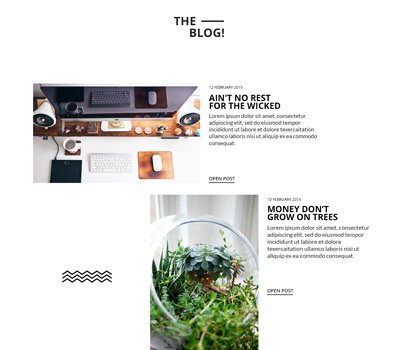 THE
BLOG!
12 FEBRUARY 2015
AIN'T NO REST
FOR THE WICKED
Lorem ipsum dolor sit amet, consectetur
adipiscing elit, sed do eiusmod tempor
incididunt ut labore et dolore texercitation
ullamco laboris nisi ut aliquip ex ea commodo
consequat.
OPEN POST
10 FEBRUARY 2015
MONEY DON'T
GROW ON TREES
Lorem ipsum dolor sit amet, consectetur
adipiscing elit, sed do eiusmod tempor
incididunt ut labore et dolore texercitation
ullamco laboris nisi ut aliquip ex ea commodo
consequat.
OPEN POST